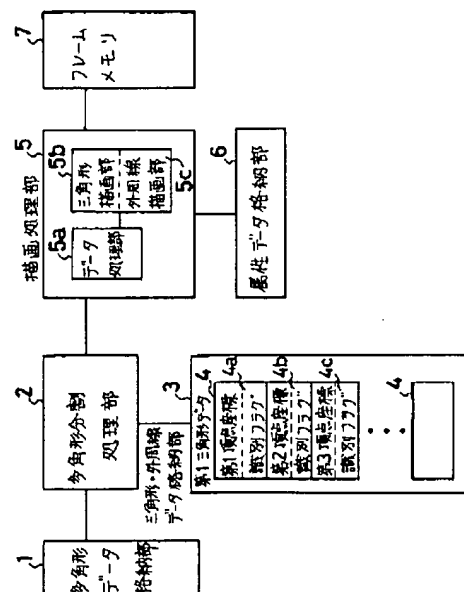 1
多角形
データ
格納部
2
多角形分割
処理部
三角形・外周線
データ格納部
3
第1三角形データ
4
第1頂点座標
4a
識別フラグ
第2頂点座標
4b
識別フラグ
第3頂点座標
4c
識別フラグ
4
描画処理部
5
5a
データ
処理部
5b
三角形
描画部
外周線
描画部
5c
属性データ格納部
6
フレーム
メモリ
7